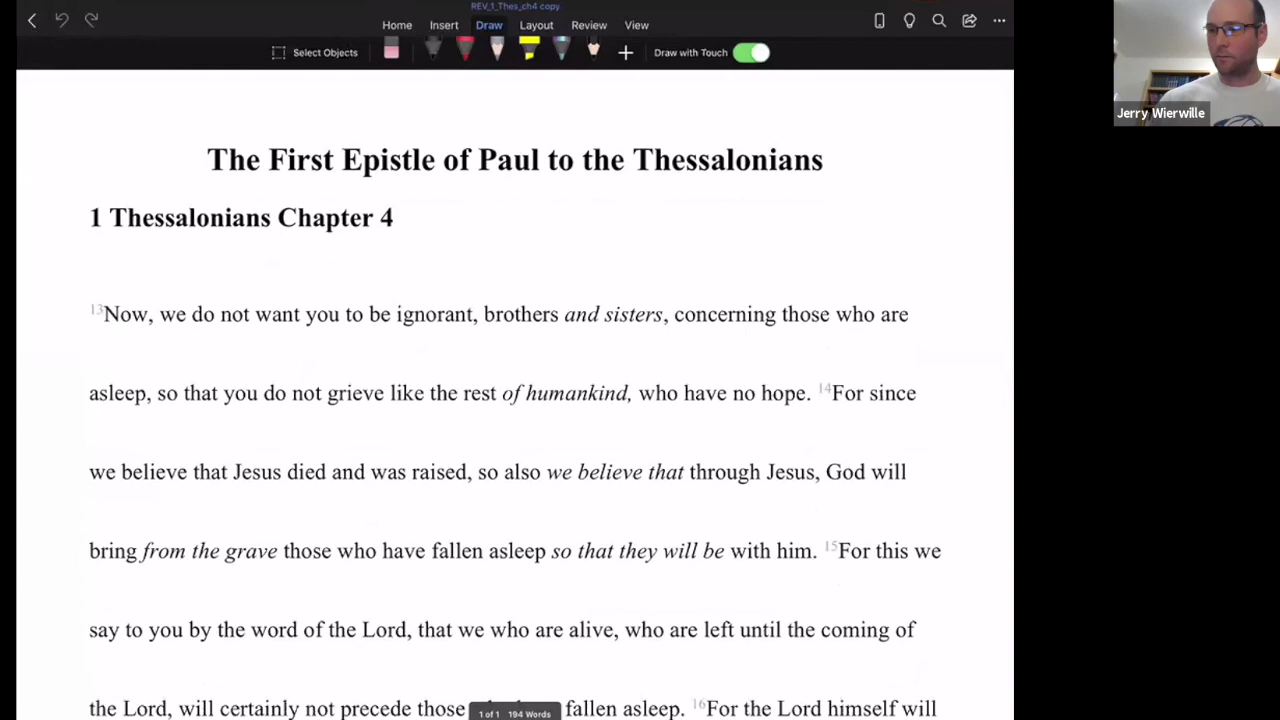 REV_1_Thes_ch4 copy
Home Insert Draw Layout Review View
Select Objects Draw with Touch
Jerry Wierwille
The First Epistle of Paul to the Thessalonians
1 Thessalonians Chapter 4
13Now, we do not want you to be ignorant, brothers and sisters, concerning those who are
asleep, so that you do not grieve like the rest of humankind, who have no hope. 14For since
we believe that Jesus died and was raised, so also we believe that through Jesus, God will
bring from the grave those who have fallen asleep so that they will be with him. 15For this we
say to you by the word of the Lord, that we who are alive, who are left until the coming of
the Lord, will certainly not precede those fallen asleep. 16For the Lord himself will
1 of 1 194 Words